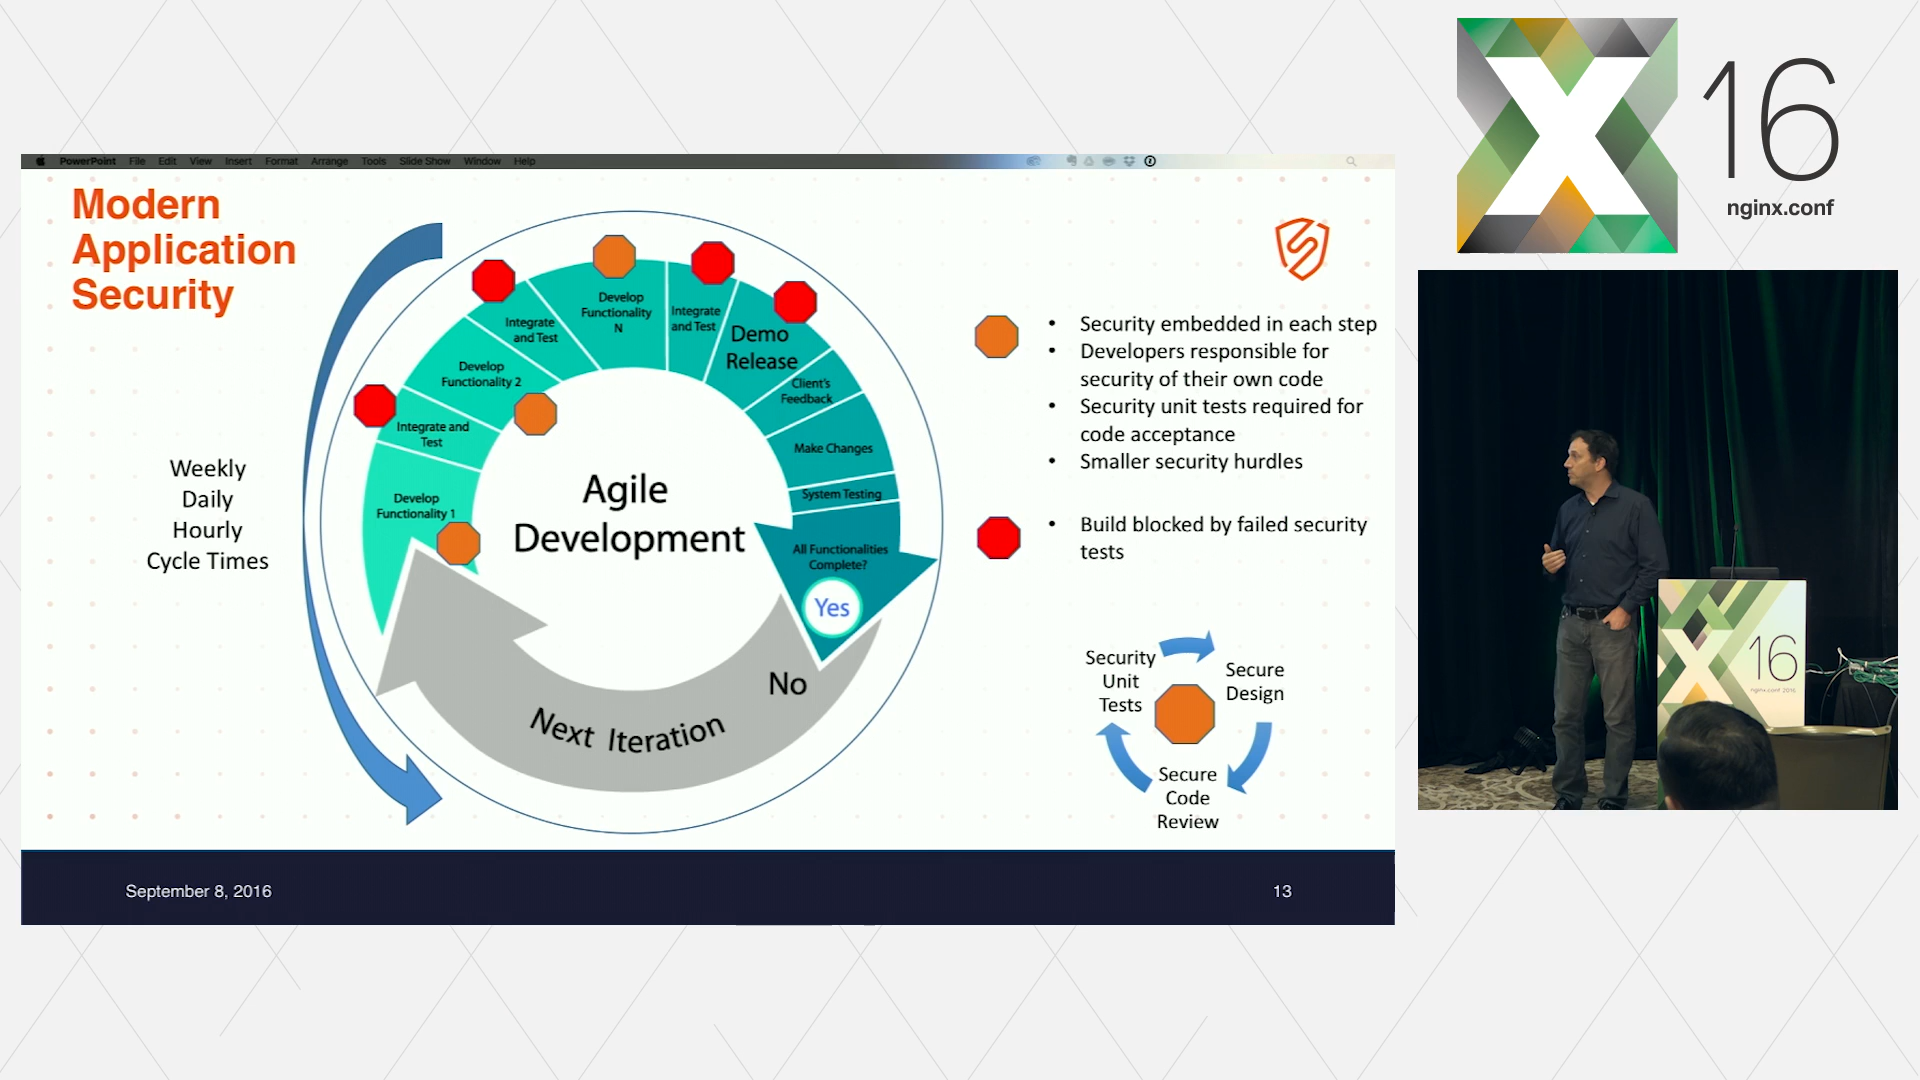 PowerPoint File Edit View Insert Format Arrange Tools Slide Show Window Help
Modern
Application
Security
Weekly
Daily
Hourly
Cycle Times
Develop
Functionality 1
Integrate and
Test
Develop
Functionality 2
Integrate
and Test
Develop
Functionality
N
Integrate
and Test
Demo
Release
Client's
Feedback
Make Changes
System Testing
All Functionalities
Complete?
Yes
No
Next Iteration
Agile
Development
• Security embedded in each step
• Developers responsible for
security of their own code
• Security unit tests required for
code acceptance
• Smaller security hurdles
• Build blocked by failed security
tests
Security
Unit
Tests
Secure
Design
Secure
Code
Review
September 8, 2016
13
X 16
nginx.conf
X 16
nginx.conf 2016